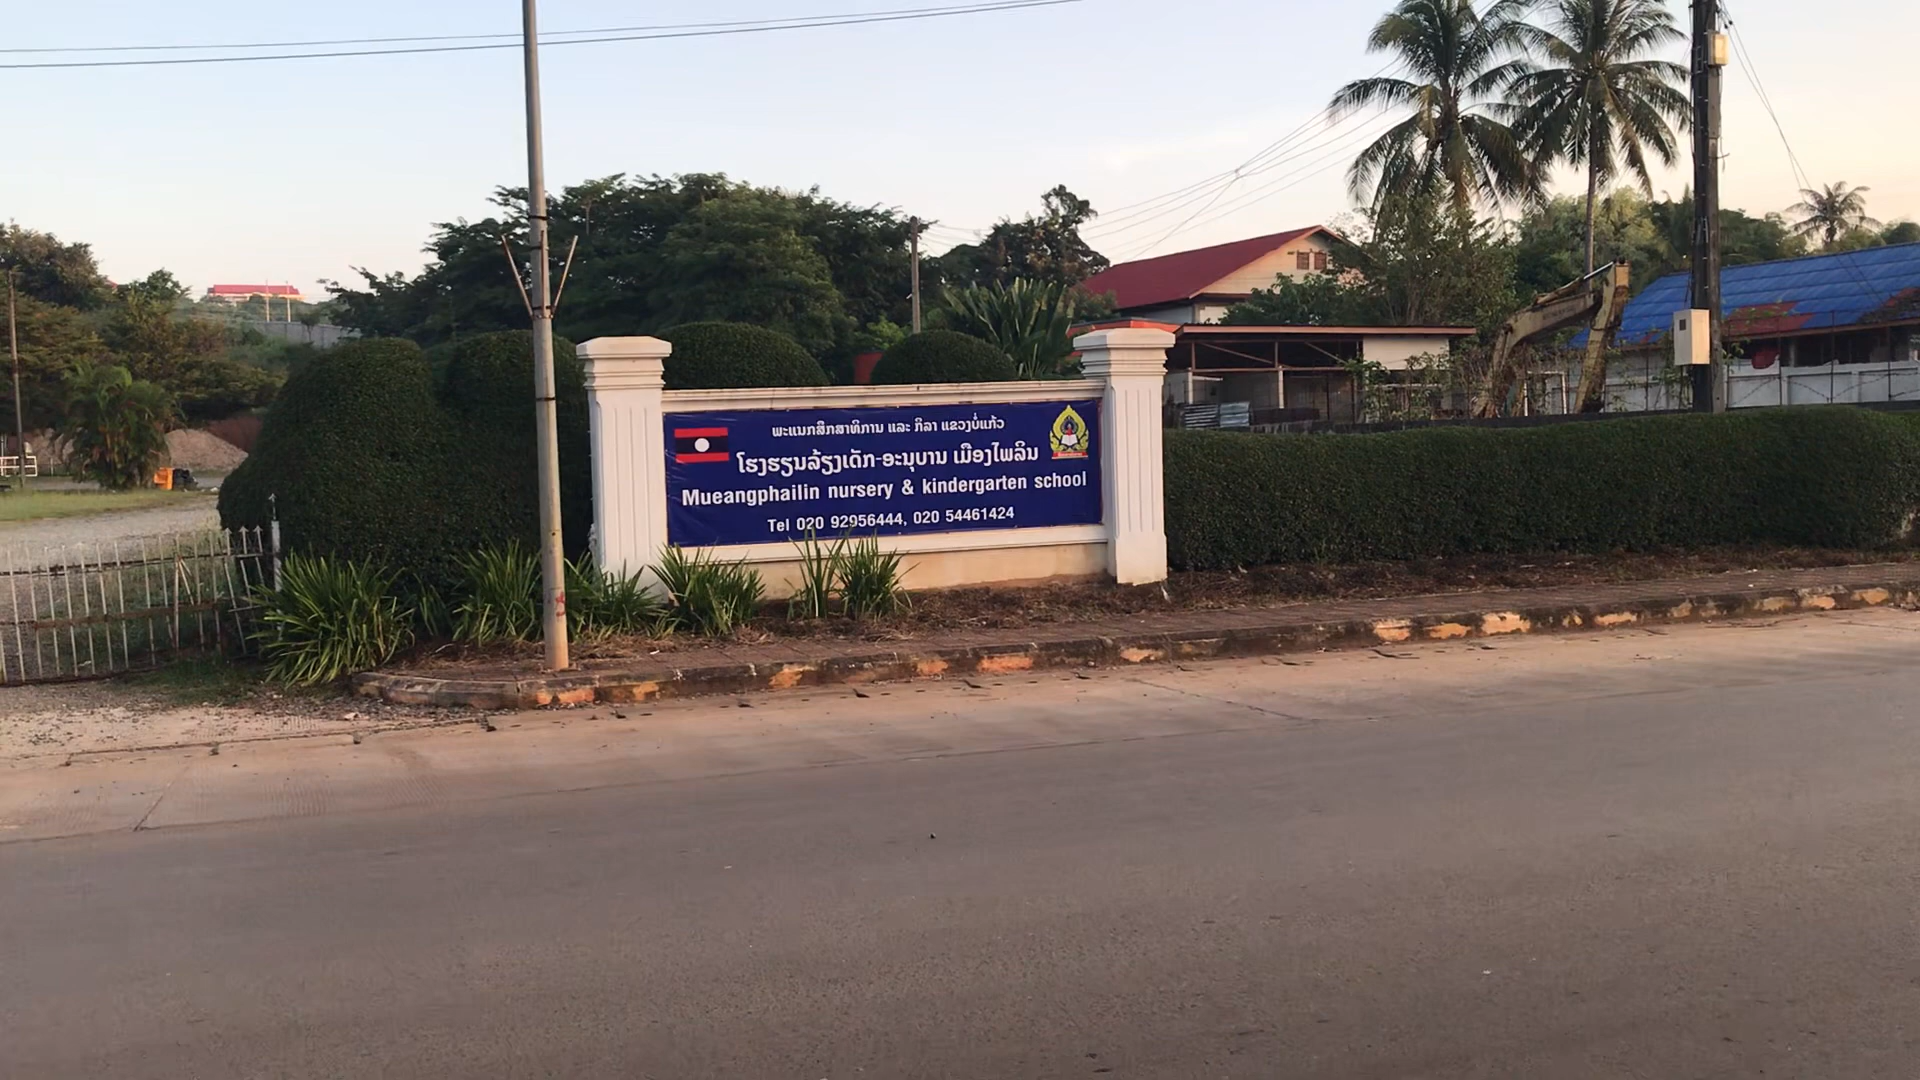 ພະແນກສຶກສາທິການ ແລະ ກິລາ ແຂວງບໍ່ແກ້ວ
ໂຮງຮຽນລ້ຽງເດັກ-ອະນຸບານ ເມືອງໄພລິນ
Mueangphailin nursery & kindergarten school
Tel 020 92956444, 020 54461424